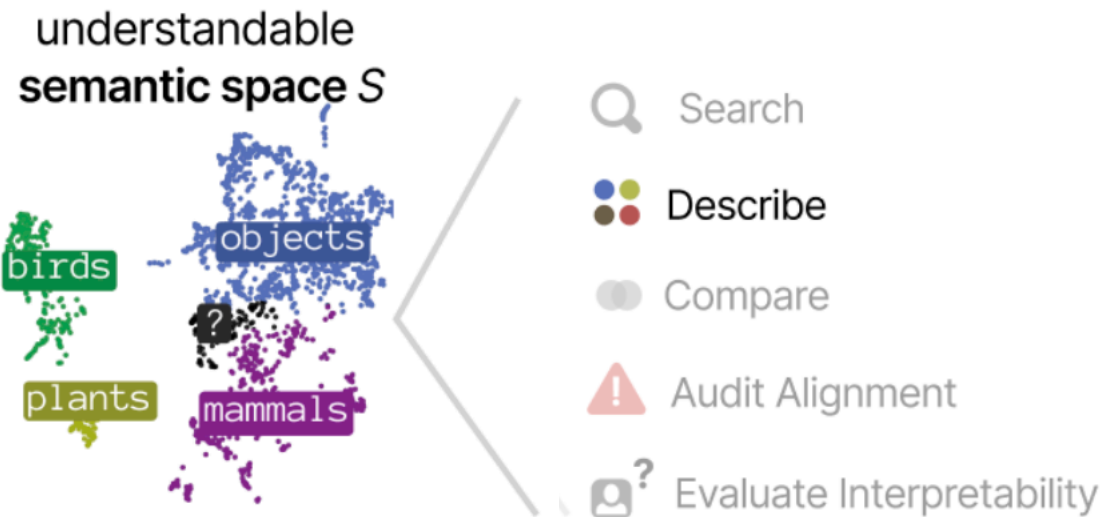 understandable
semantic space S
objects
birds
?
plants
mammals
Search
Describe
Compare
Audit Alignment
?
Evaluate Interpretability